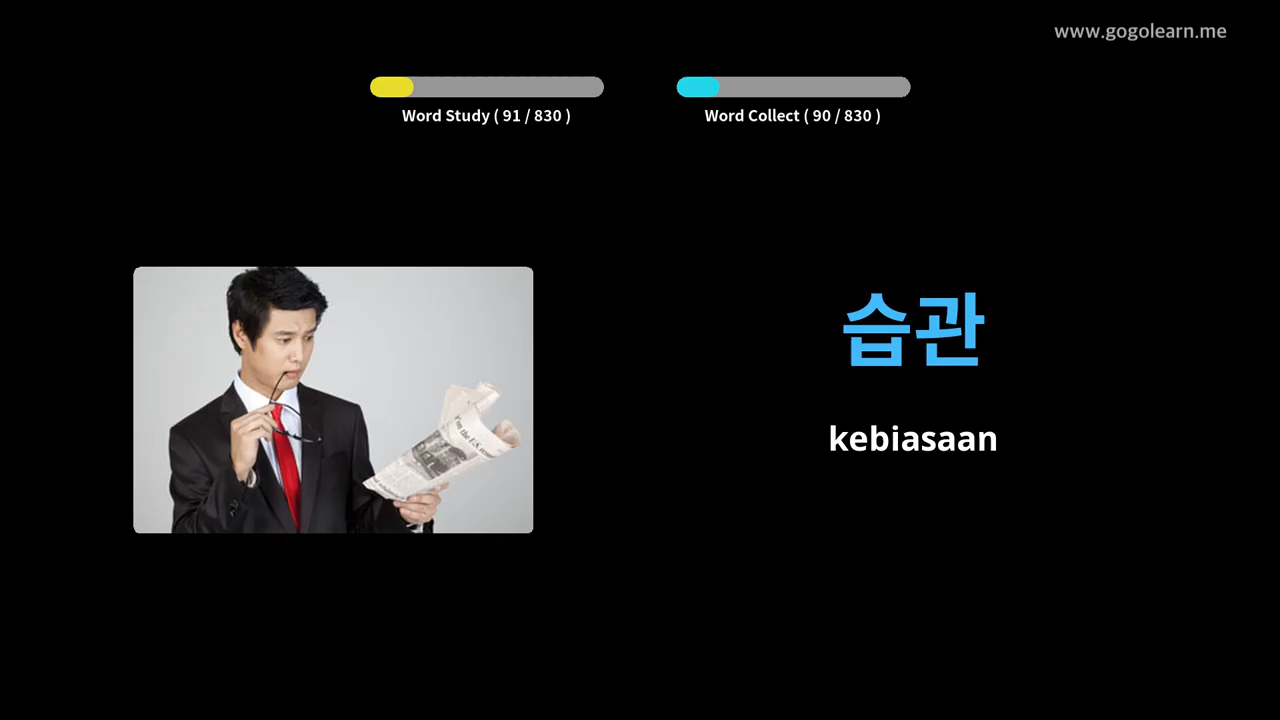 www.gogolearn.me
Word Study ( 91 / 830 )
Word Collect ( 90 / 830 )
습관
kebiasaan